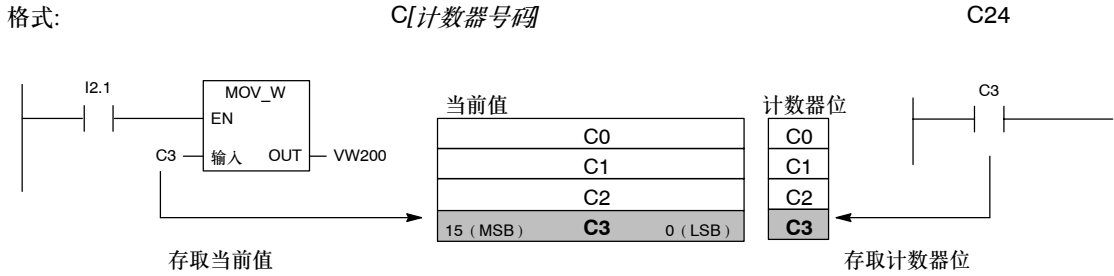 格式: C[计数器号码] C24
I2.1
MOV_W
EN
C3 输入 OUT VW200
当前值
C0
C1
C2
15（MSB） C3 0（LSB）
计数器位
C0
C1
C2
C3
C3
存取当前值
存取计数器位